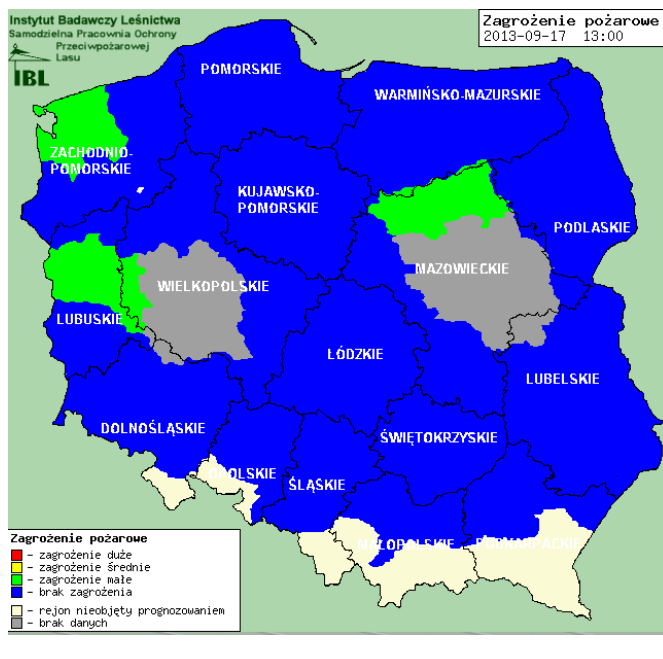 Instytut Badawczy Leśnictwa
Samodzielna Pracownia Ochrony
Przeciwpożarowej
Lasu
IBL
Zagrożenie pożarowe
2013-09-17 13:00
POMORSKIE
WARMIŃSKO-MAZURSKIE
ZACHODNIO-
POMORSKIE
KUJAWSKO-
POMORSKIE
PODLASKIE
MAZOWIECKIE
WIELKOPOLSKIE
LUBUSKIE
ŁÓDZKIE
LUBELSKIE
DOLNOŚLĄSKIE
ŚWIĘTOKRZYSKIE
OPOLSKIE
ŚLĄSKIE
MAŁOPOLSKIE
PODKARPACKIE
Zagrożenie pożarowe
- zagrożenie duże
- zagrożenie średnie
- zagrożenie małe
- brak zagrożenia
- rejon nieobjęty prognozowaniem
- brak danych